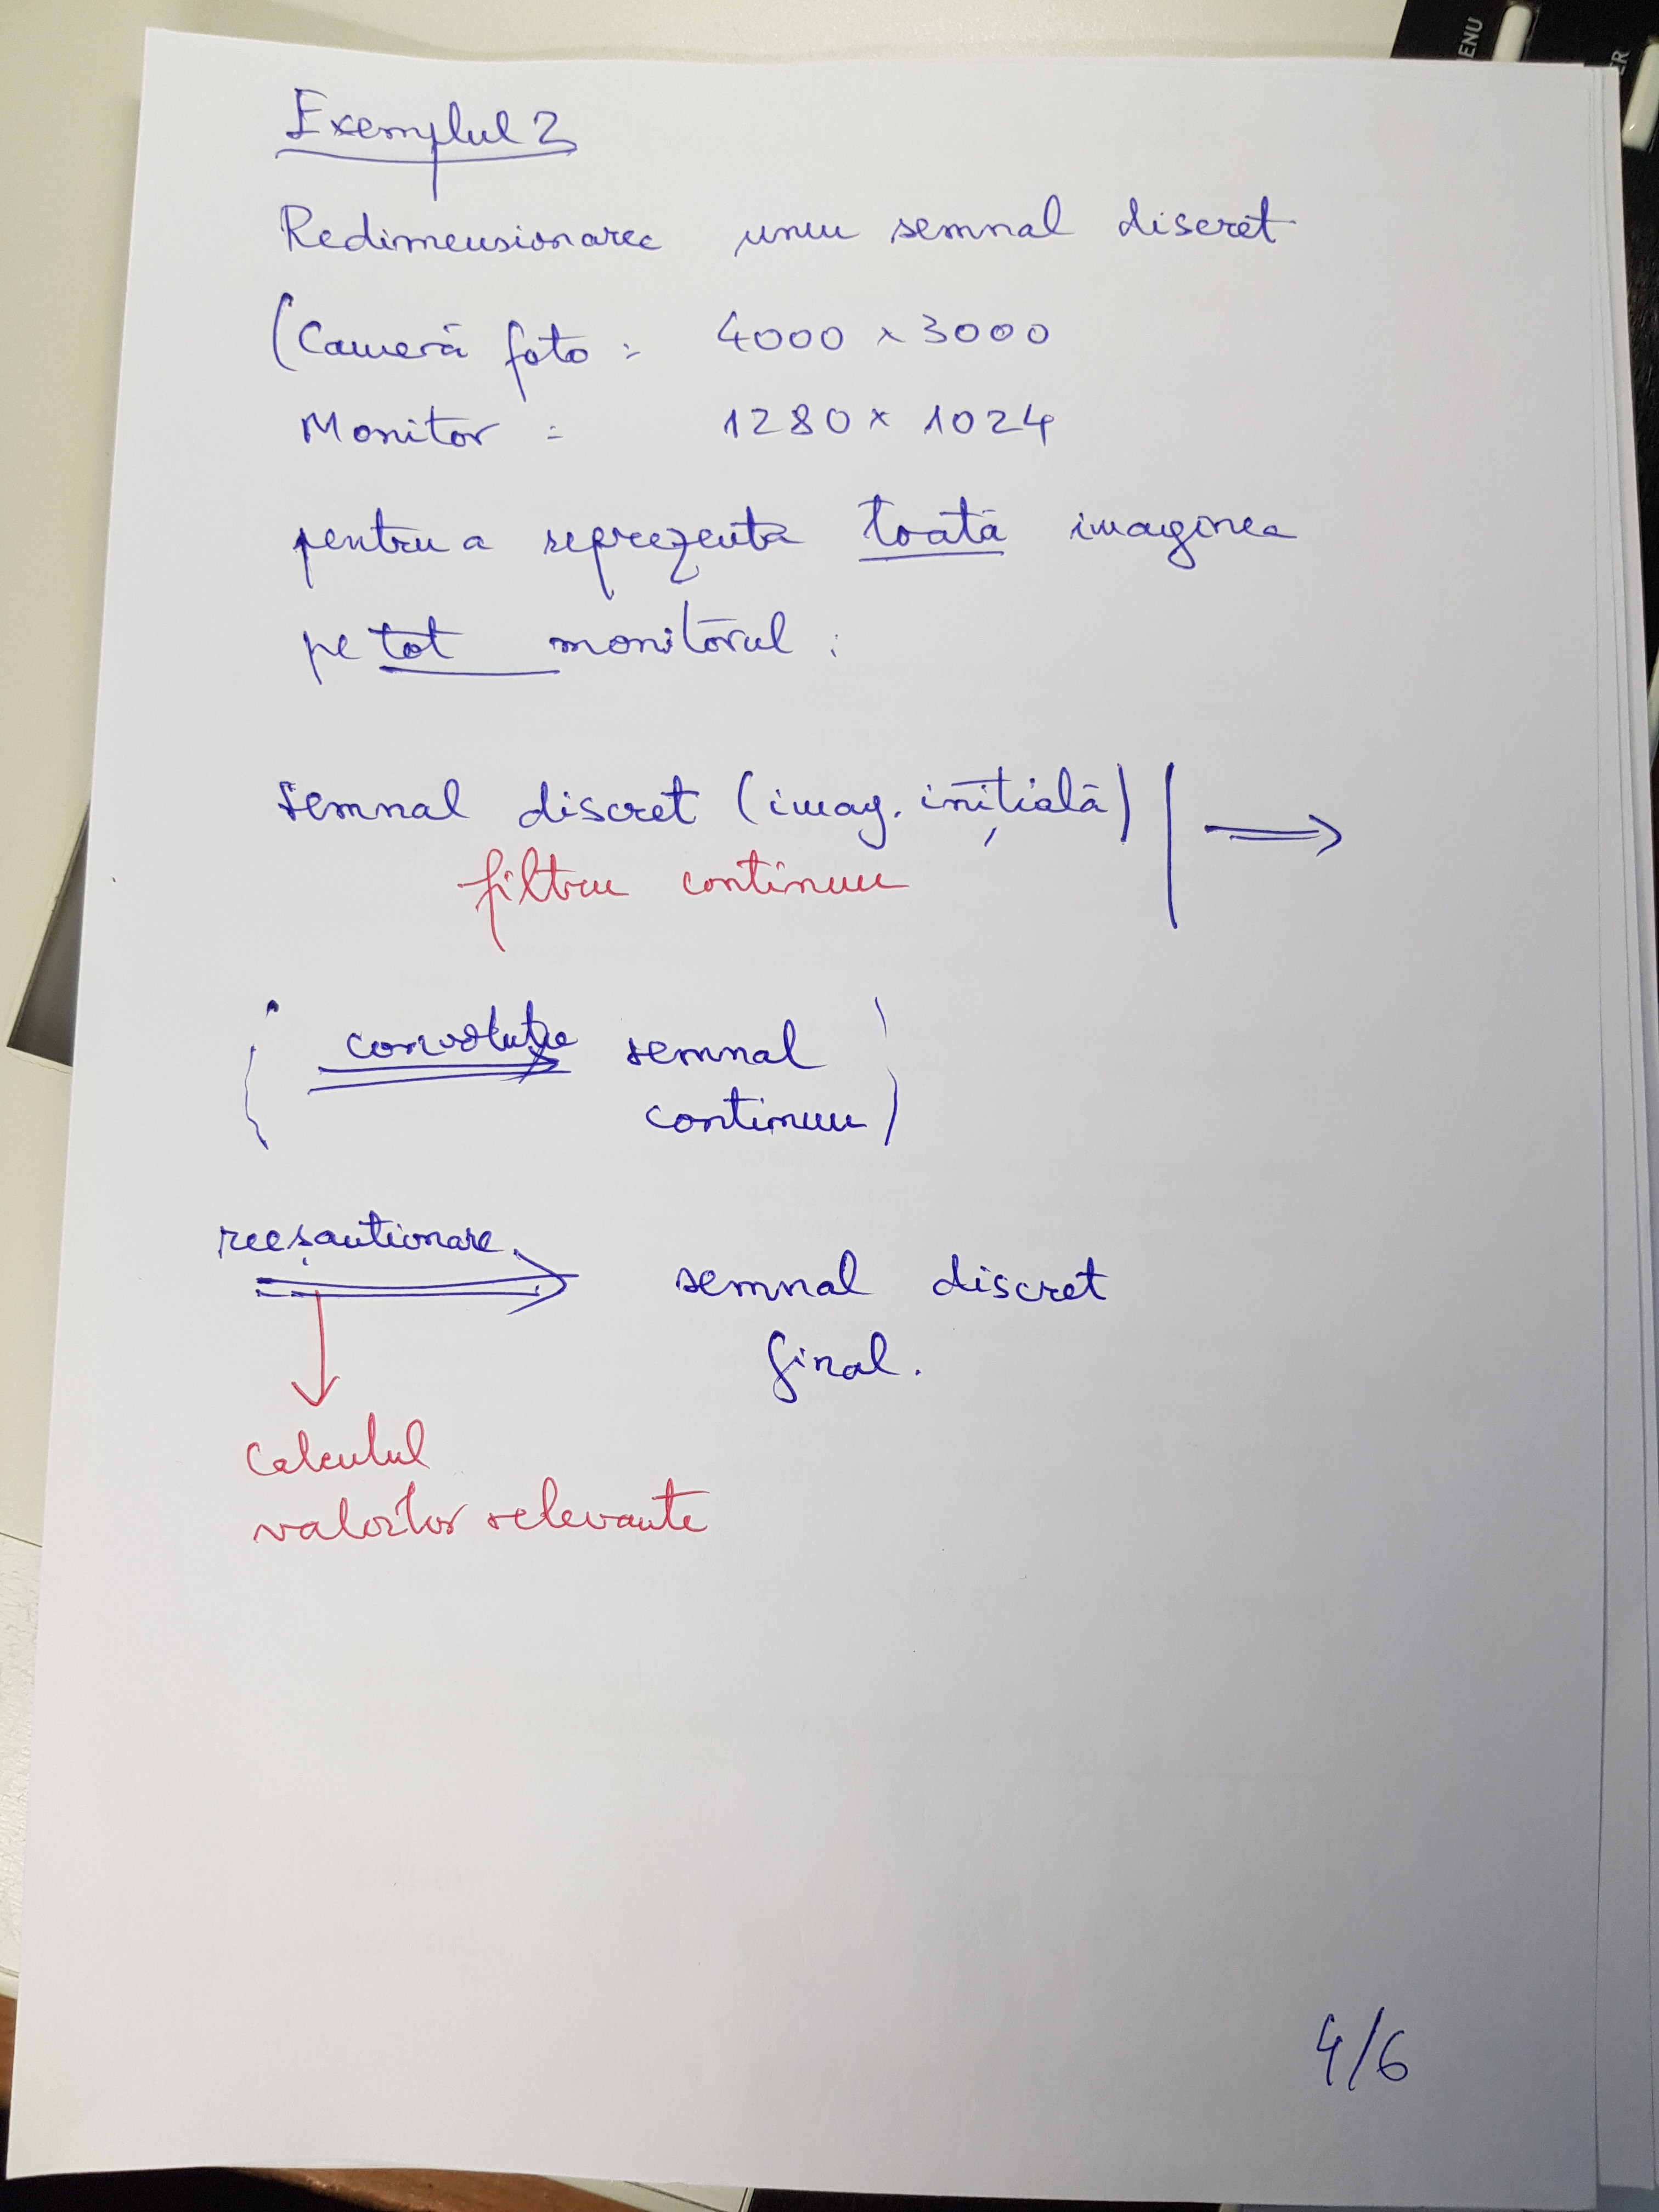 ENU
ER
Exemplul 2
Redimensionarea unui semnal discret
(Cameră foto : 4000 x 3000
Monitor : 1280 x 1024
pentru a reprezenta toată imaginea
pe tot monitorul :
Semnal discret (imag. inițială) | ⟹
filtru continuu
( convoluție ⟹ semnal
continuu )
reeșantionare ⟹ semnal discret
final.
Calculul
valorilor relevante
4/6